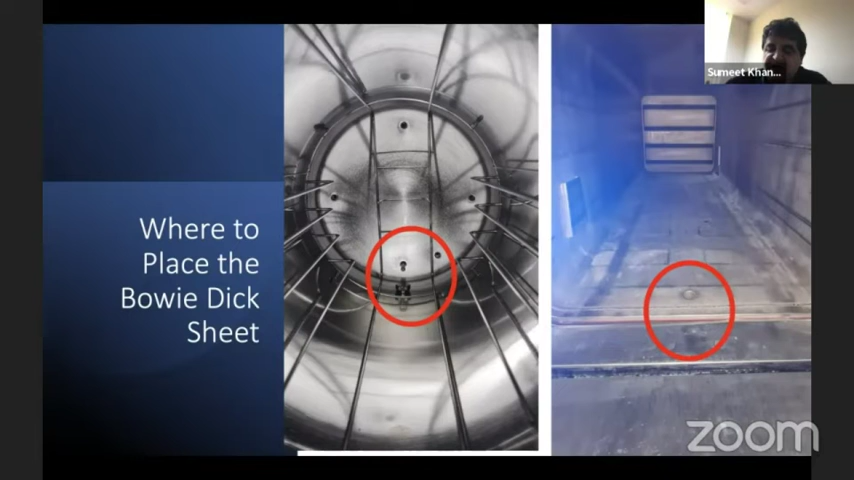 Sumeet Khan...
Where to
Place the
Bowie Dick
Sheet
zoom